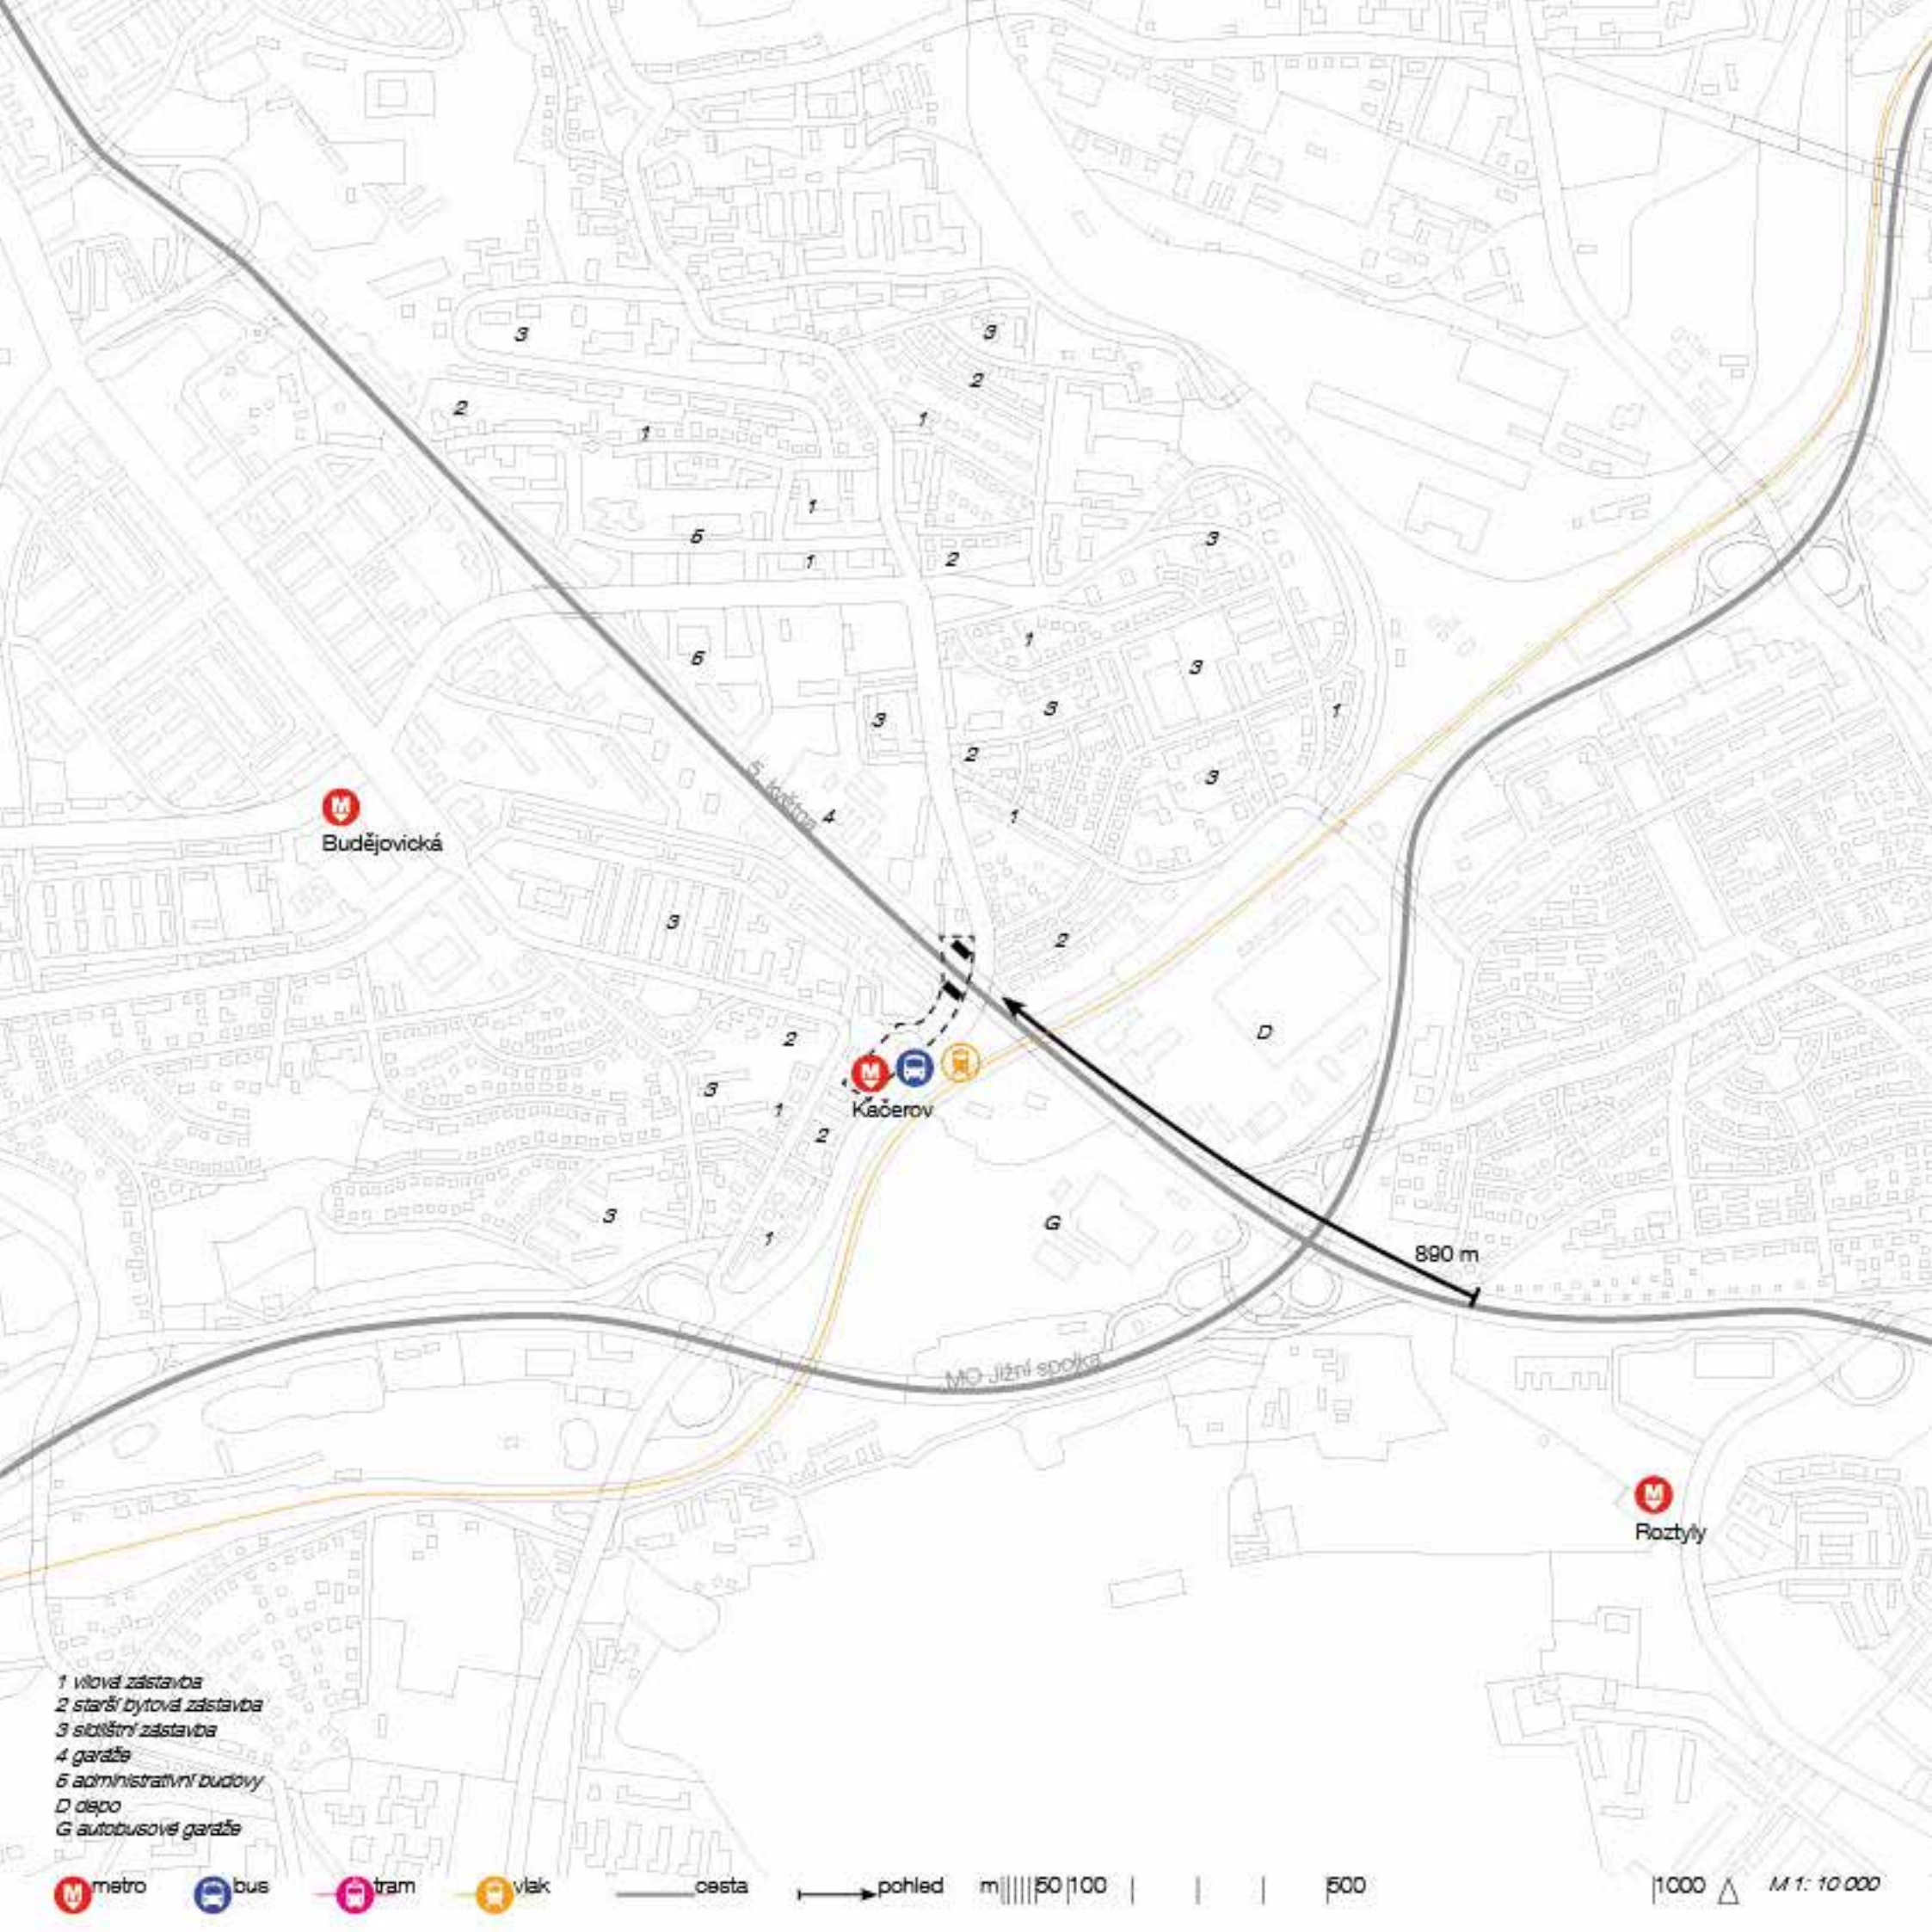 3
3
2
2
1
1
1
5
3
1
2
1
5
3
3
3
1
2
3
5. května
4
1
Budějovická
3
2
2
D
Kačerov
3
1
2
3
G
1
890 m
MO Jižní spojka
Roztyly
1 vilová zástavba
2 starší bytová zástavba
3 sídlištní zástavba
4 garáže
5 administrativní budovy
D depo
G autobusové garáže
metro bus tram vlak cesta pohled m 50 100 500 1000 M 1: 10 000